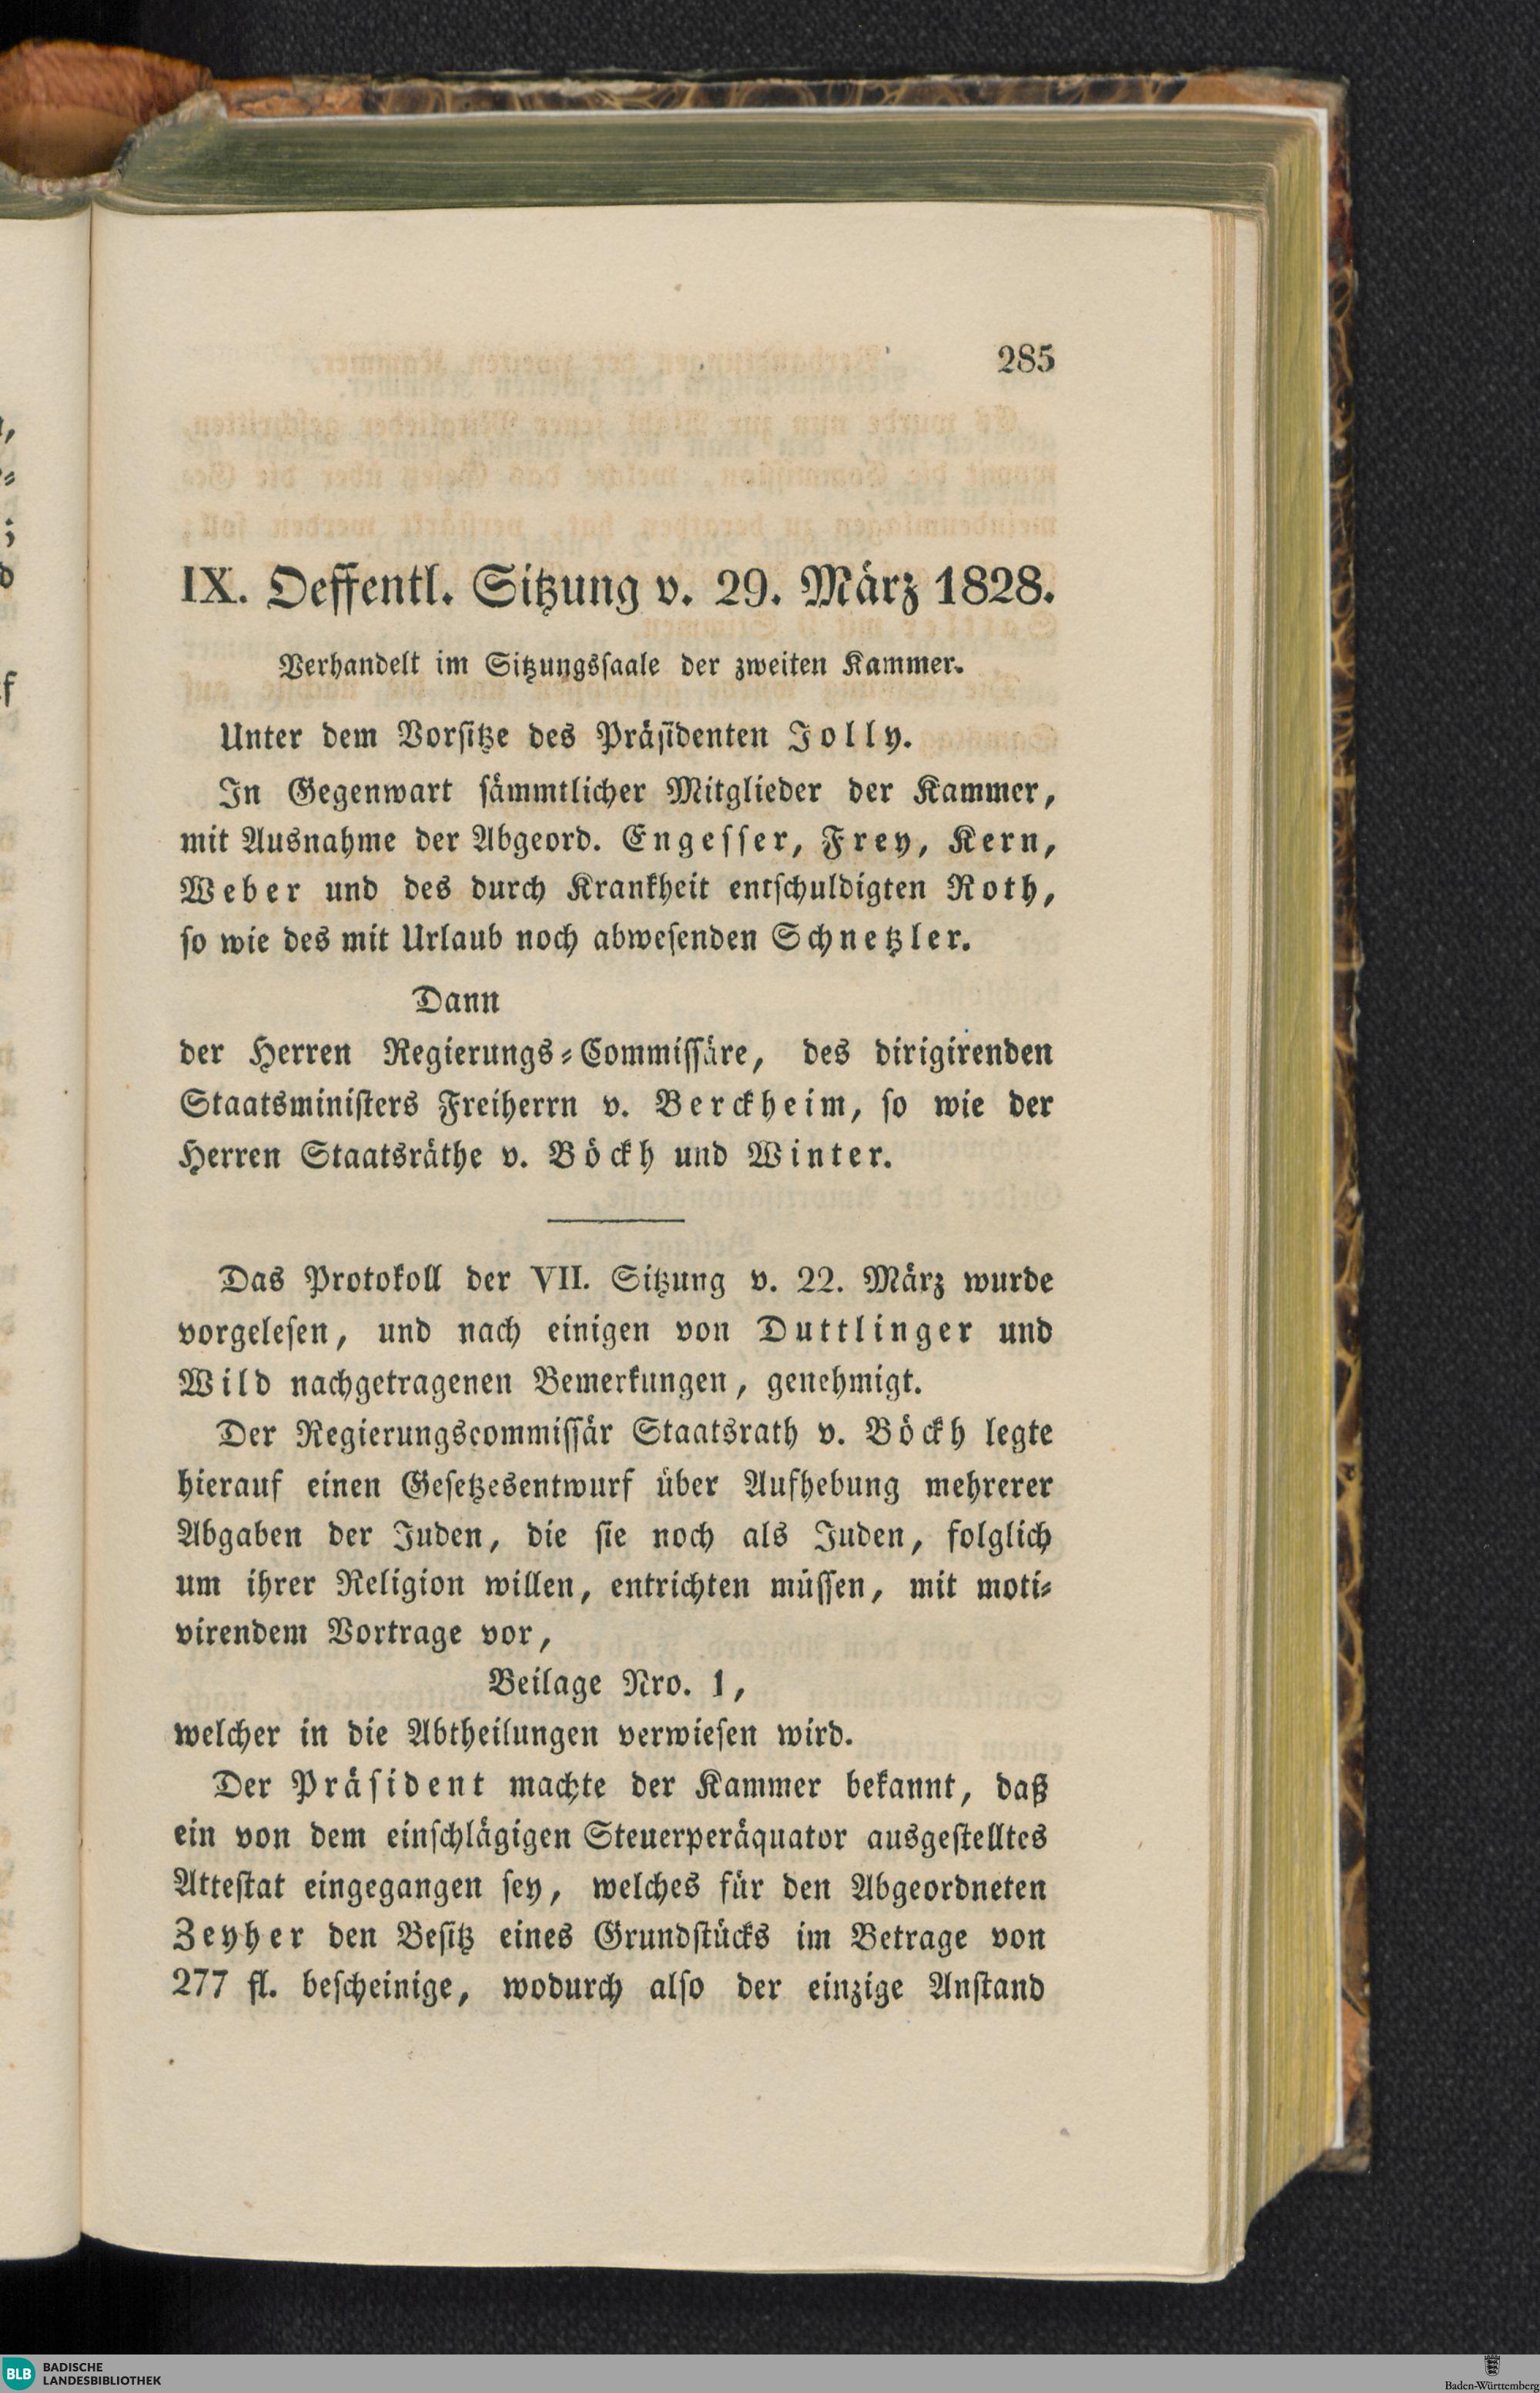 285
IX. Oeffentl. Sitzung v. 29. März 1828.
Verhandelt im Sitzungssaale der zweiten Kammer.
Unter dem Vorsitze des Präsidenten Jolly.
In Gegenwart sämmtlicher Mitglieder der Kammer,
mit Ausnahme der Abgeord. Engesser, Frey, Kern,
Weber und des durch Krankheit entschuldigten Roth,
so wie des mit Urlaub noch abwesenden Schnetzler.
Dann
der Herren Regierungs-Commissäre, des dirigirenden
Staatsministers Freiherrn v. Berckheim, so wie der
Herren Staatsräthe v. Böckh und Winter.
Das Protokoll der VII. Sitzung v. 22. März wurde
vorgelesen, und nach einigen von Duttlinger und
Wild nachgetragenen Bemerkungen, genehmigt.
Der Regierungscommissär Staatsrath v. Böckh legte
hierauf einen Gesetzesentwurf über Aufhebung mehrerer
Abgaben der Juden, die sie noch als Juden, folglich
um ihrer Religion willen, entrichten müssen, mit moti-
virendem Vortrage vor,
Beilage Nro. 1,
welcher in die Abtheilungen verwiesen wird.
Der Präsident machte der Kammer bekannt, daß
ein von dem einschlägigen Steuerperäquator ausgestelltes
Attestat eingegangen sey, welches für den Abgeordneten
Zeyher den Besitz eines Grundstücks im Betrage von
277 fl. bescheinige, wodurch also der einzige Anstand
BLB BADISCHE
LANDESBIBLIOTHEK
Baden-Württemberg